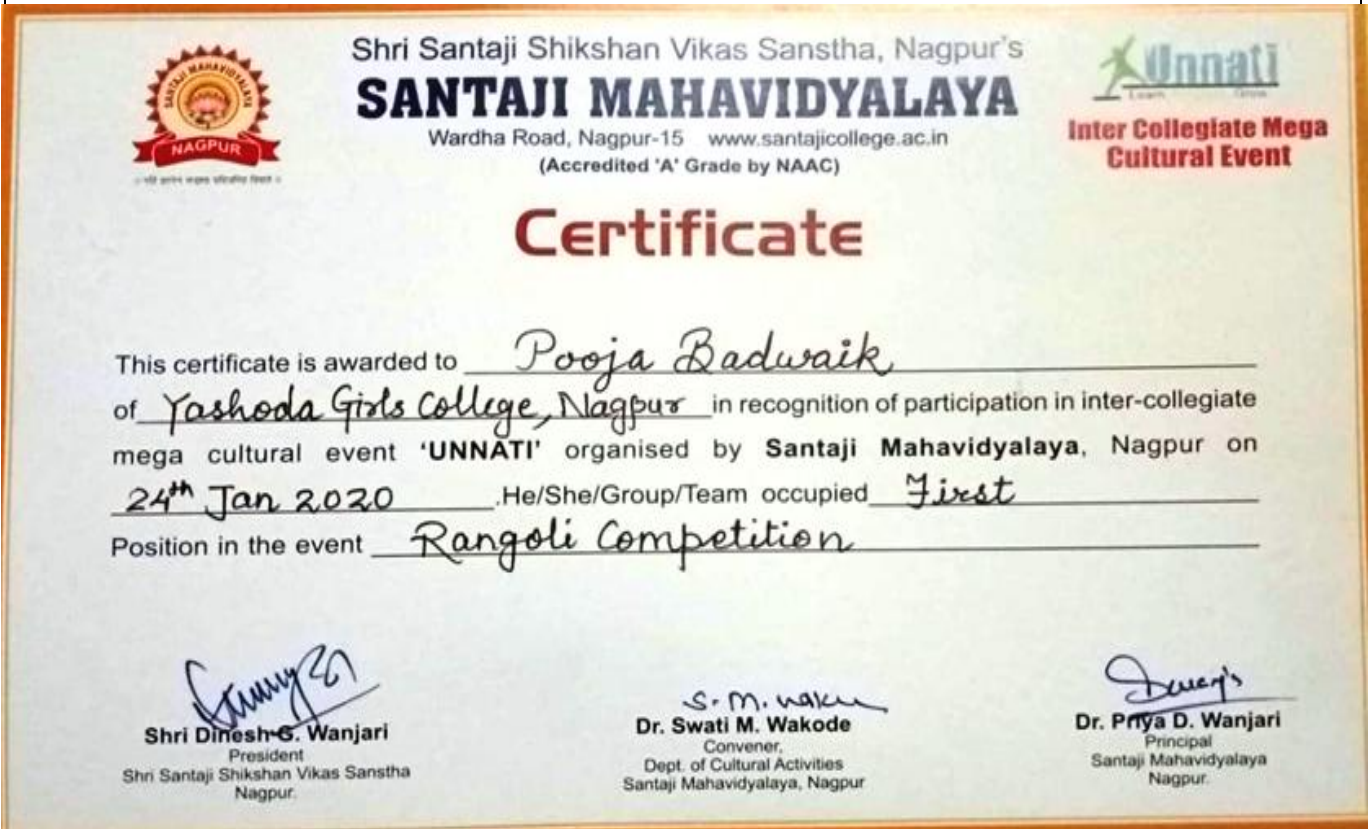 Shri Santaji Shikshan Vikas Sanstha, Nagpur's
SANTAJI MAHAVIDYALAYA
Wardha Road, Nagpur-15 www.santajicollege.ac.in
(Accredited 'A' Grade by NAAC)
SANTAJI MAHAVIDYALAYA
NAGPUR
Unnati
Learn Grow
Inter Collegiate Mega
Cultural Event
Certificate
This certificate is awarded to Pooja Badwaik
of Yashoda Girls College, Nagpur in recognition of participation in inter-collegiate
mega cultural event 'UNNATI' organised by Santaji Mahavidyalaya, Nagpur on
24th Jan 2020 .He/She/Group/Team occupied First
Position in the event Rangoli Competition
Shri Dinesh G. Wanjari
President
Shri Santaji Shikshan Vikas Sanstha
Nagpur.
S. M. Wakode
Dr. Swati M. Wakode
Convener,
Dept. of Cultural Activities
Santaji Mahavidyalaya, Nagpur
Dr. Priya D. Wanjari
Principal
Santaji Mahavidyalaya
Nagpur.